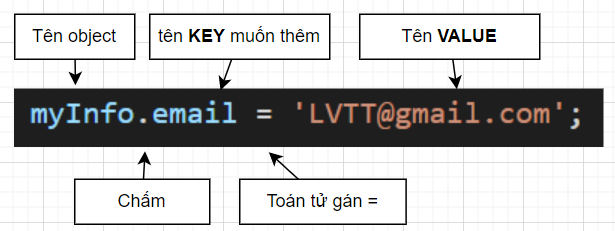 Tên object
tên KEY muốn thêm
Tên VALUE
myInfo.email = 'LVTT@gmail.com';
Chấm
Toán tử gán =